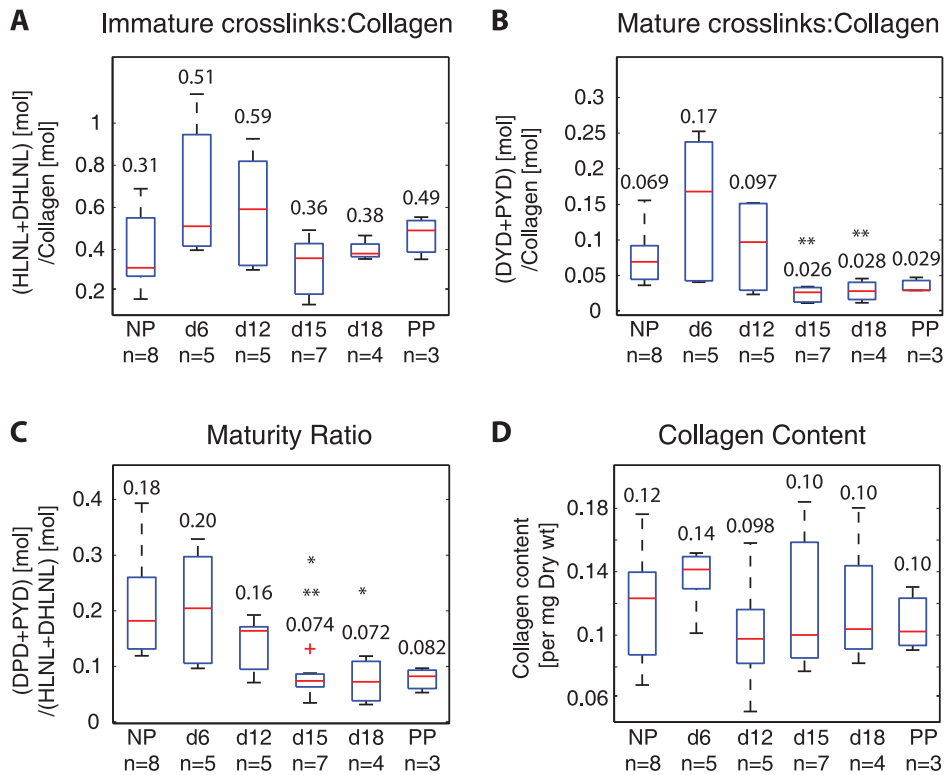 A Immature crosslinks:Collagen
(HLNL+DHLNL) [mol]
/Collagen [mol]
1
0.8
0.6
0.4
0.2
0.31
0.51
0.59
0.36
0.38
0.49
NP d6 d12 d15 d18 PP
n=8 n=5 n=5 n=7 n=4 n=3
B Mature crosslinks:Collagen
(DYD+PYD) [mol]
/Collagen [mol]
0.3
0.25
0.2
0.15
0.1
0.05
0
0.069
0.17
0.097
**
0.026
**
0.028
0.029
NP d6 d12 d15 d18 PP
n=8 n=5 n=5 n=7 n=4 n=3
C Maturity Ratio
(DPD+PYD) [mol]
/(HLNL+DHLNL) [mol]
0.4
0.3
0.2
0.1
0
0.18
0.20
0.16
*
**
0.074
*
0.072
0.082
NP d6 d12 d15 d18 PP
n=8 n=5 n=5 n=7 n=4 n=3
D Collagen Content
Collagen content
[per mg Dry wt]
0.18
0.14
0.1
0.06
0.12
0.14
0.098
0.10
0.10
0.10
NP d6 d12 d15 d18 PP
n=8 n=5 n=5 n=7 n=4 n=3